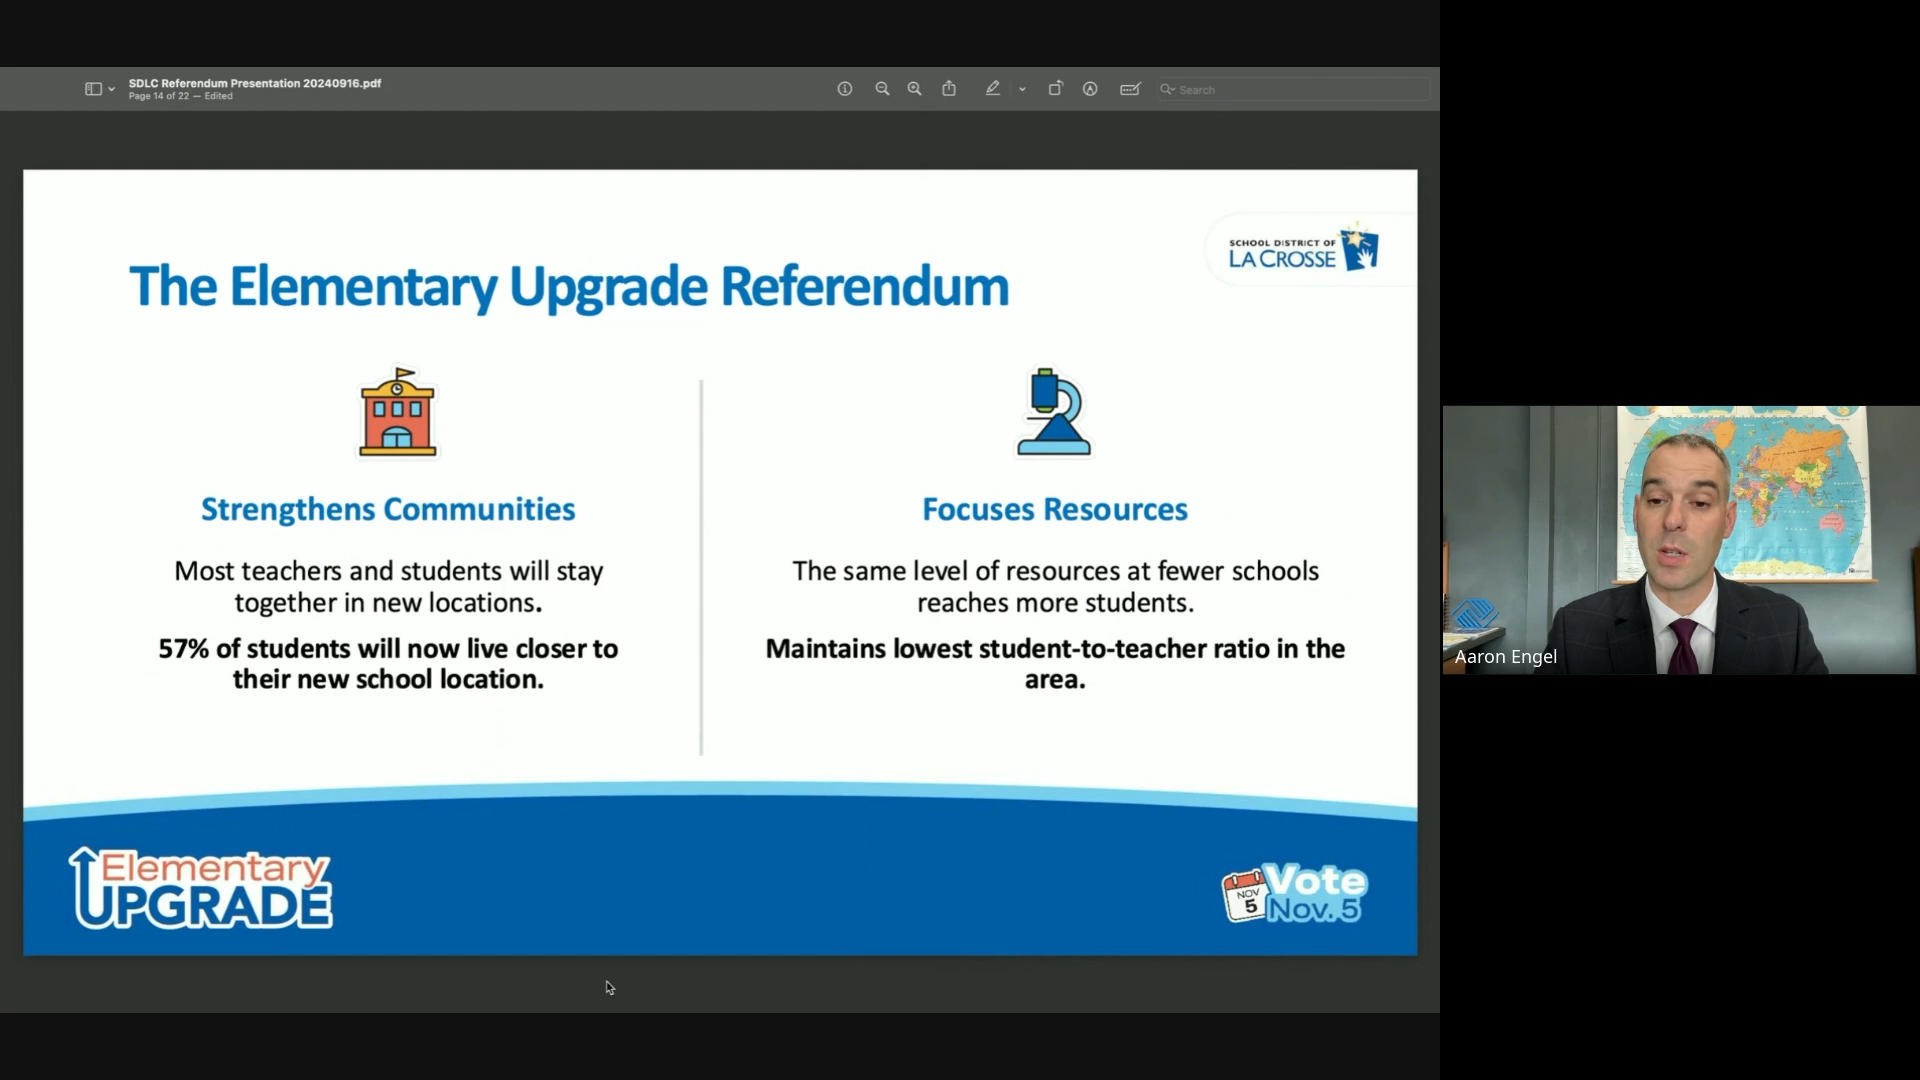 SDLC Referendum Presentation 20240916.pdf
Page 14 of 22 — Edited
Search
SCHOOL DISTRICT OF
LA CROSSE
The Elementary Upgrade Referendum
Strengthens Communities
Most teachers and students will stay
together in new locations.
57% of students will now live closer to
their new school location.
Focuses Resources
The same level of resources at fewer schools
reaches more students.
Maintains lowest student-to-teacher ratio in the
area.
Aaron Engel
Elementary
UPGRADE
NOV
5
Vote
Nov. 5